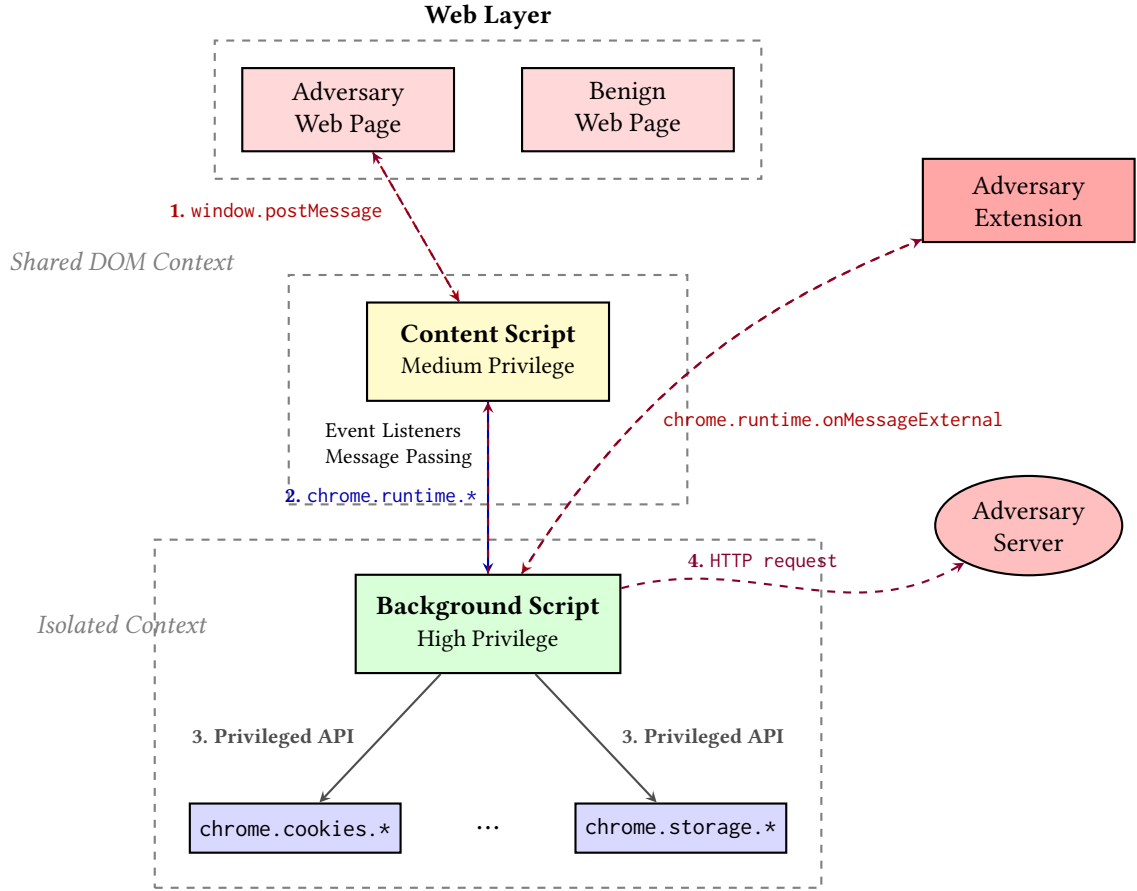 Web Layer
Adversary
Web Page
Benign
Web Page
Adversary
Extension
1. window.postMessage
Shared DOM Context
Content Script
Medium Privilege
chrome.runtime.onMessageExternal
Event Listeners
Message Passing
2. chrome.runtime.*
Adversary
Server
4. HTTP request
Isolated Context
Background Script
High Privilege
3. Privileged API
3. Privileged API
chrome.cookies.*
...
chrome.storage.*